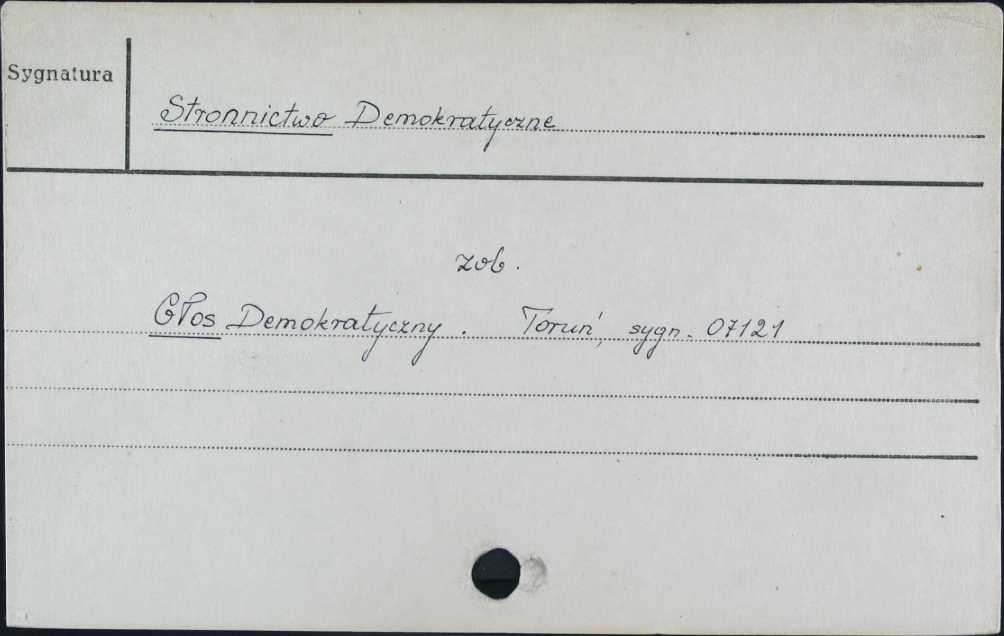 Sygnatura
Stronnictwo Demokratyczne
zob.
Głos Demokratyczny. Toruń, sygn. 07121